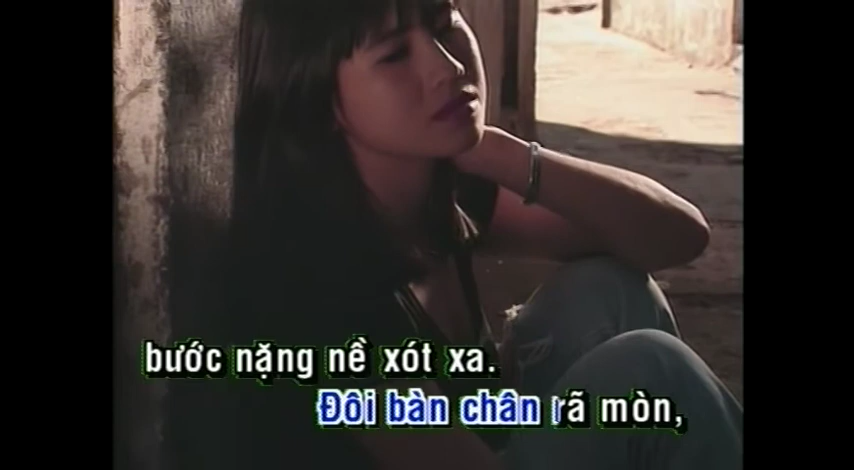 bước nặng nề xót xa.
Đôi bàn chân rã mòn,